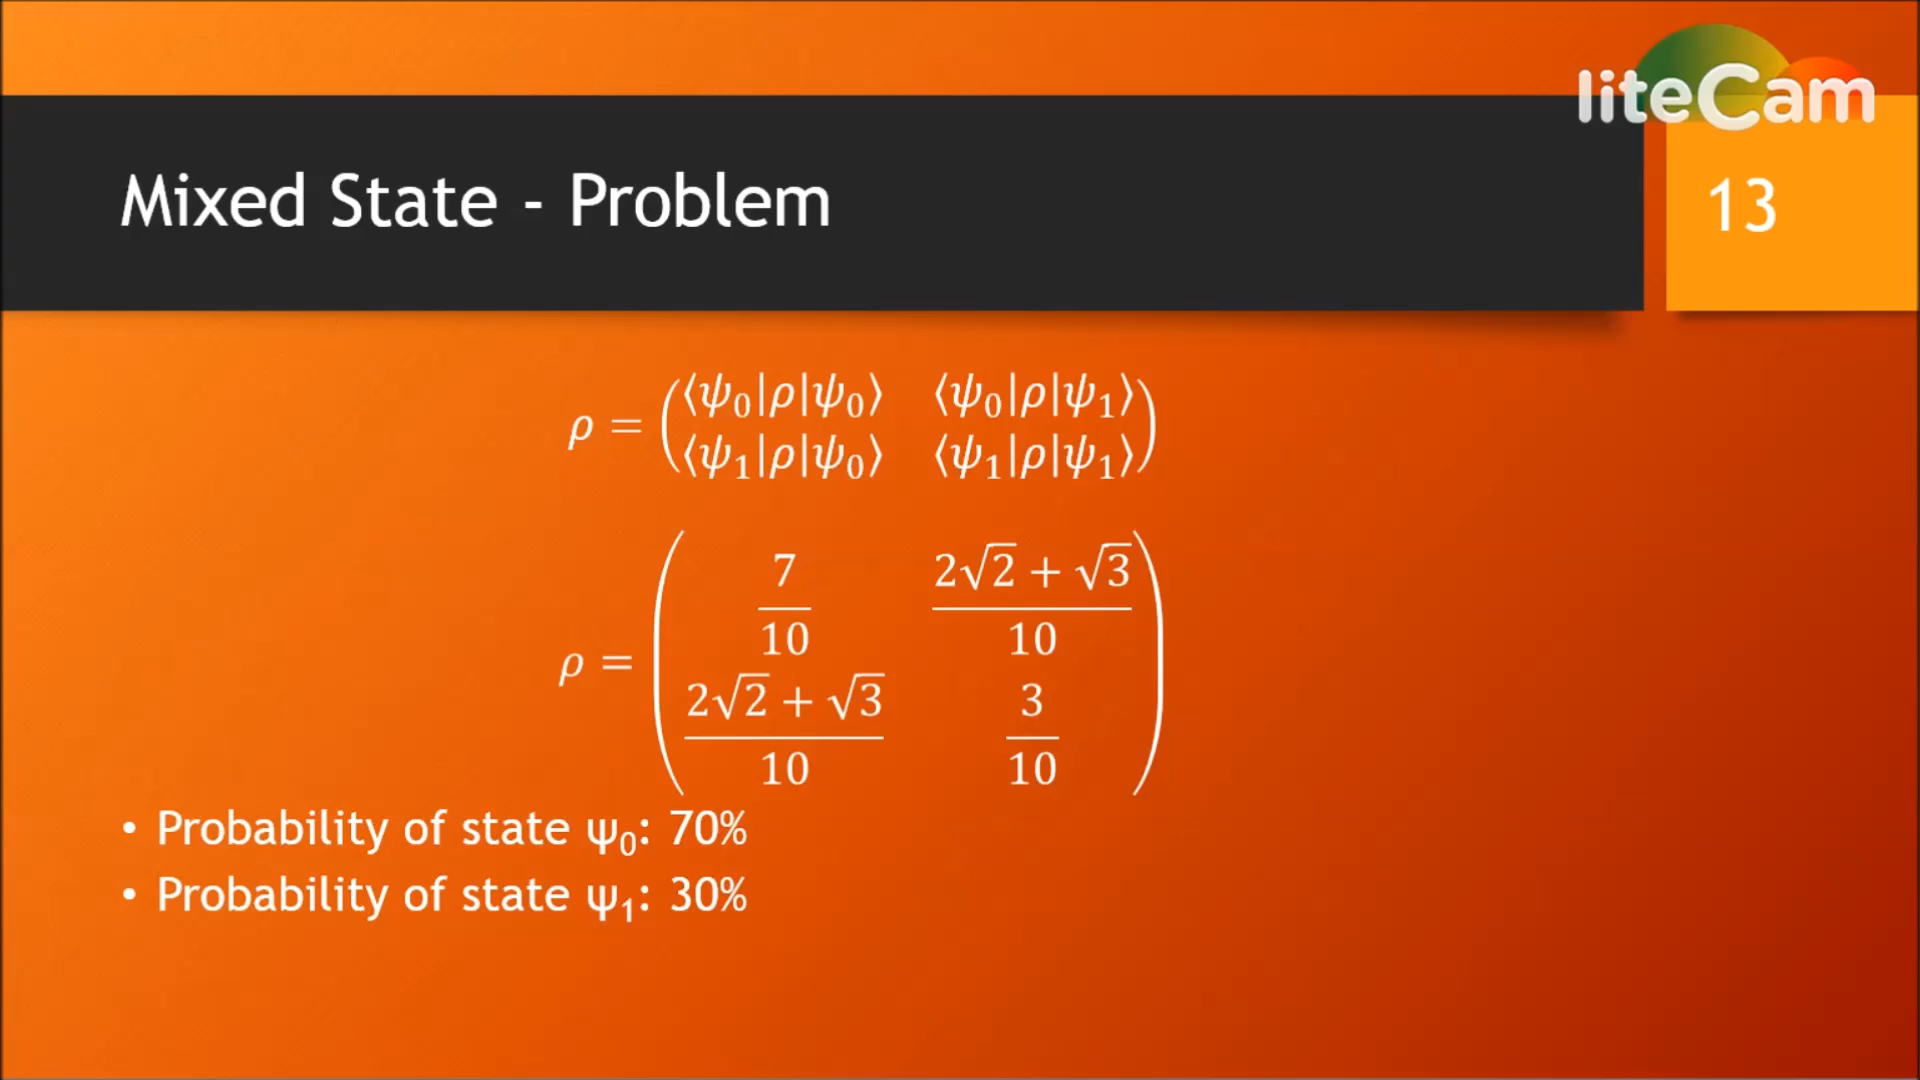 liteCam
Mixed State - Problem
13
ρ = (⟨ψ₀|ρ|ψ₀⟩ ⟨ψ₀|ρ|ψ₁⟩
⟨ψ₁|ρ|ψ₀⟩ ⟨ψ₁|ρ|ψ₁⟩)
ρ = (7/10 (2√2 + √3)/10
(2√2 + √3)/10 3/10)
• Probability of state ψ₀: 70%
• Probability of state ψ₁: 30%